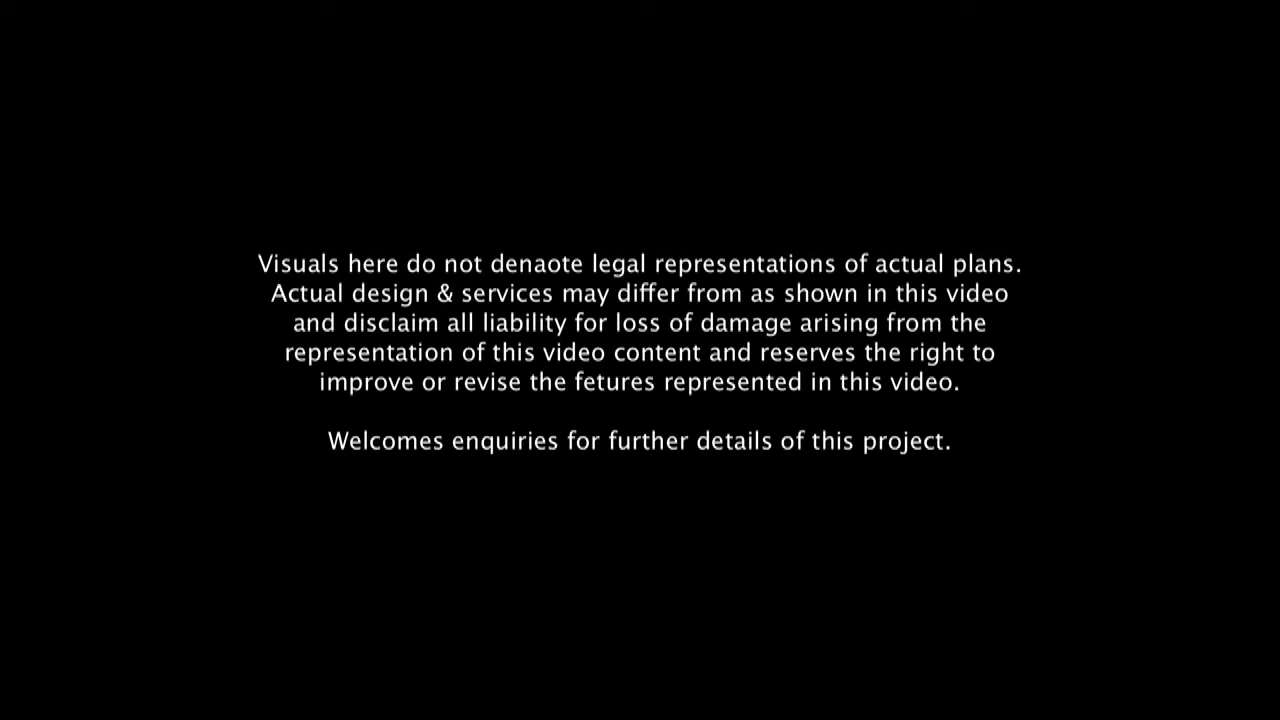 Visuals here do not denaote legal representations of actual plans.
Actual design & services may differ from as shown in this video
and disclaim all liability for loss of damage arising from the
representation of this video content and reserves the right to
improve or revise the fetures represented in this video.
Welcomes enquiries for further details of this project.